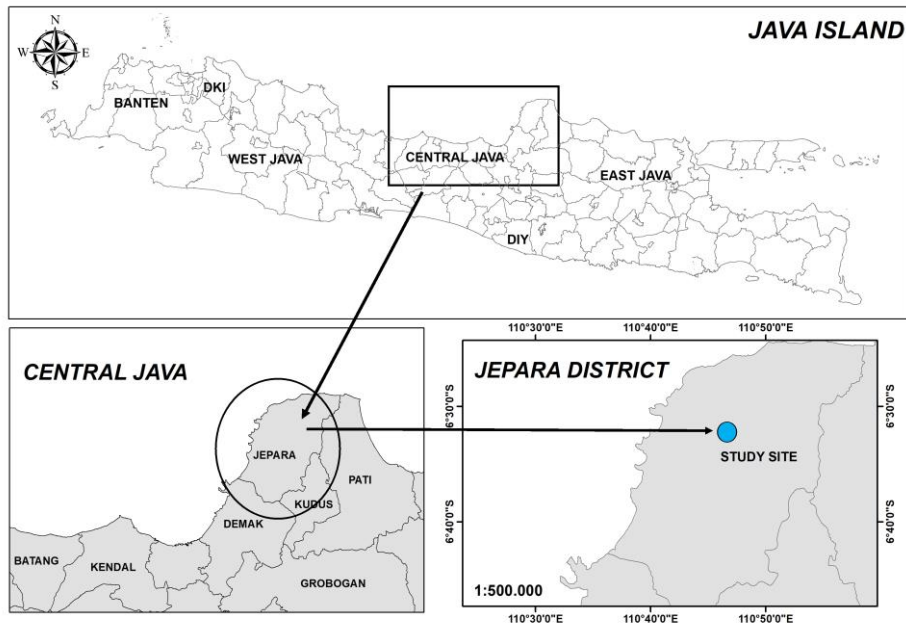 N
W
E
S
JAVA ISLAND
BANTEN
DKI
WEST JAVA
CENTRAL JAVA
EAST JAVA
DIY
CENTRAL JAVA
JEPARA
PATI
KUDUS
DEMAK
BATANG
KENDAL
GROBOGAN
110°30'0"E
110°40'0"E
110°50'0"E
JEPARA DISTRICT
6°30'0"S
6°30'0"S
STUDY SITE
6°40'0"S
6°40'0"S
1:500.000
110°30'0"E
110°40'0"E
110°50'0"E